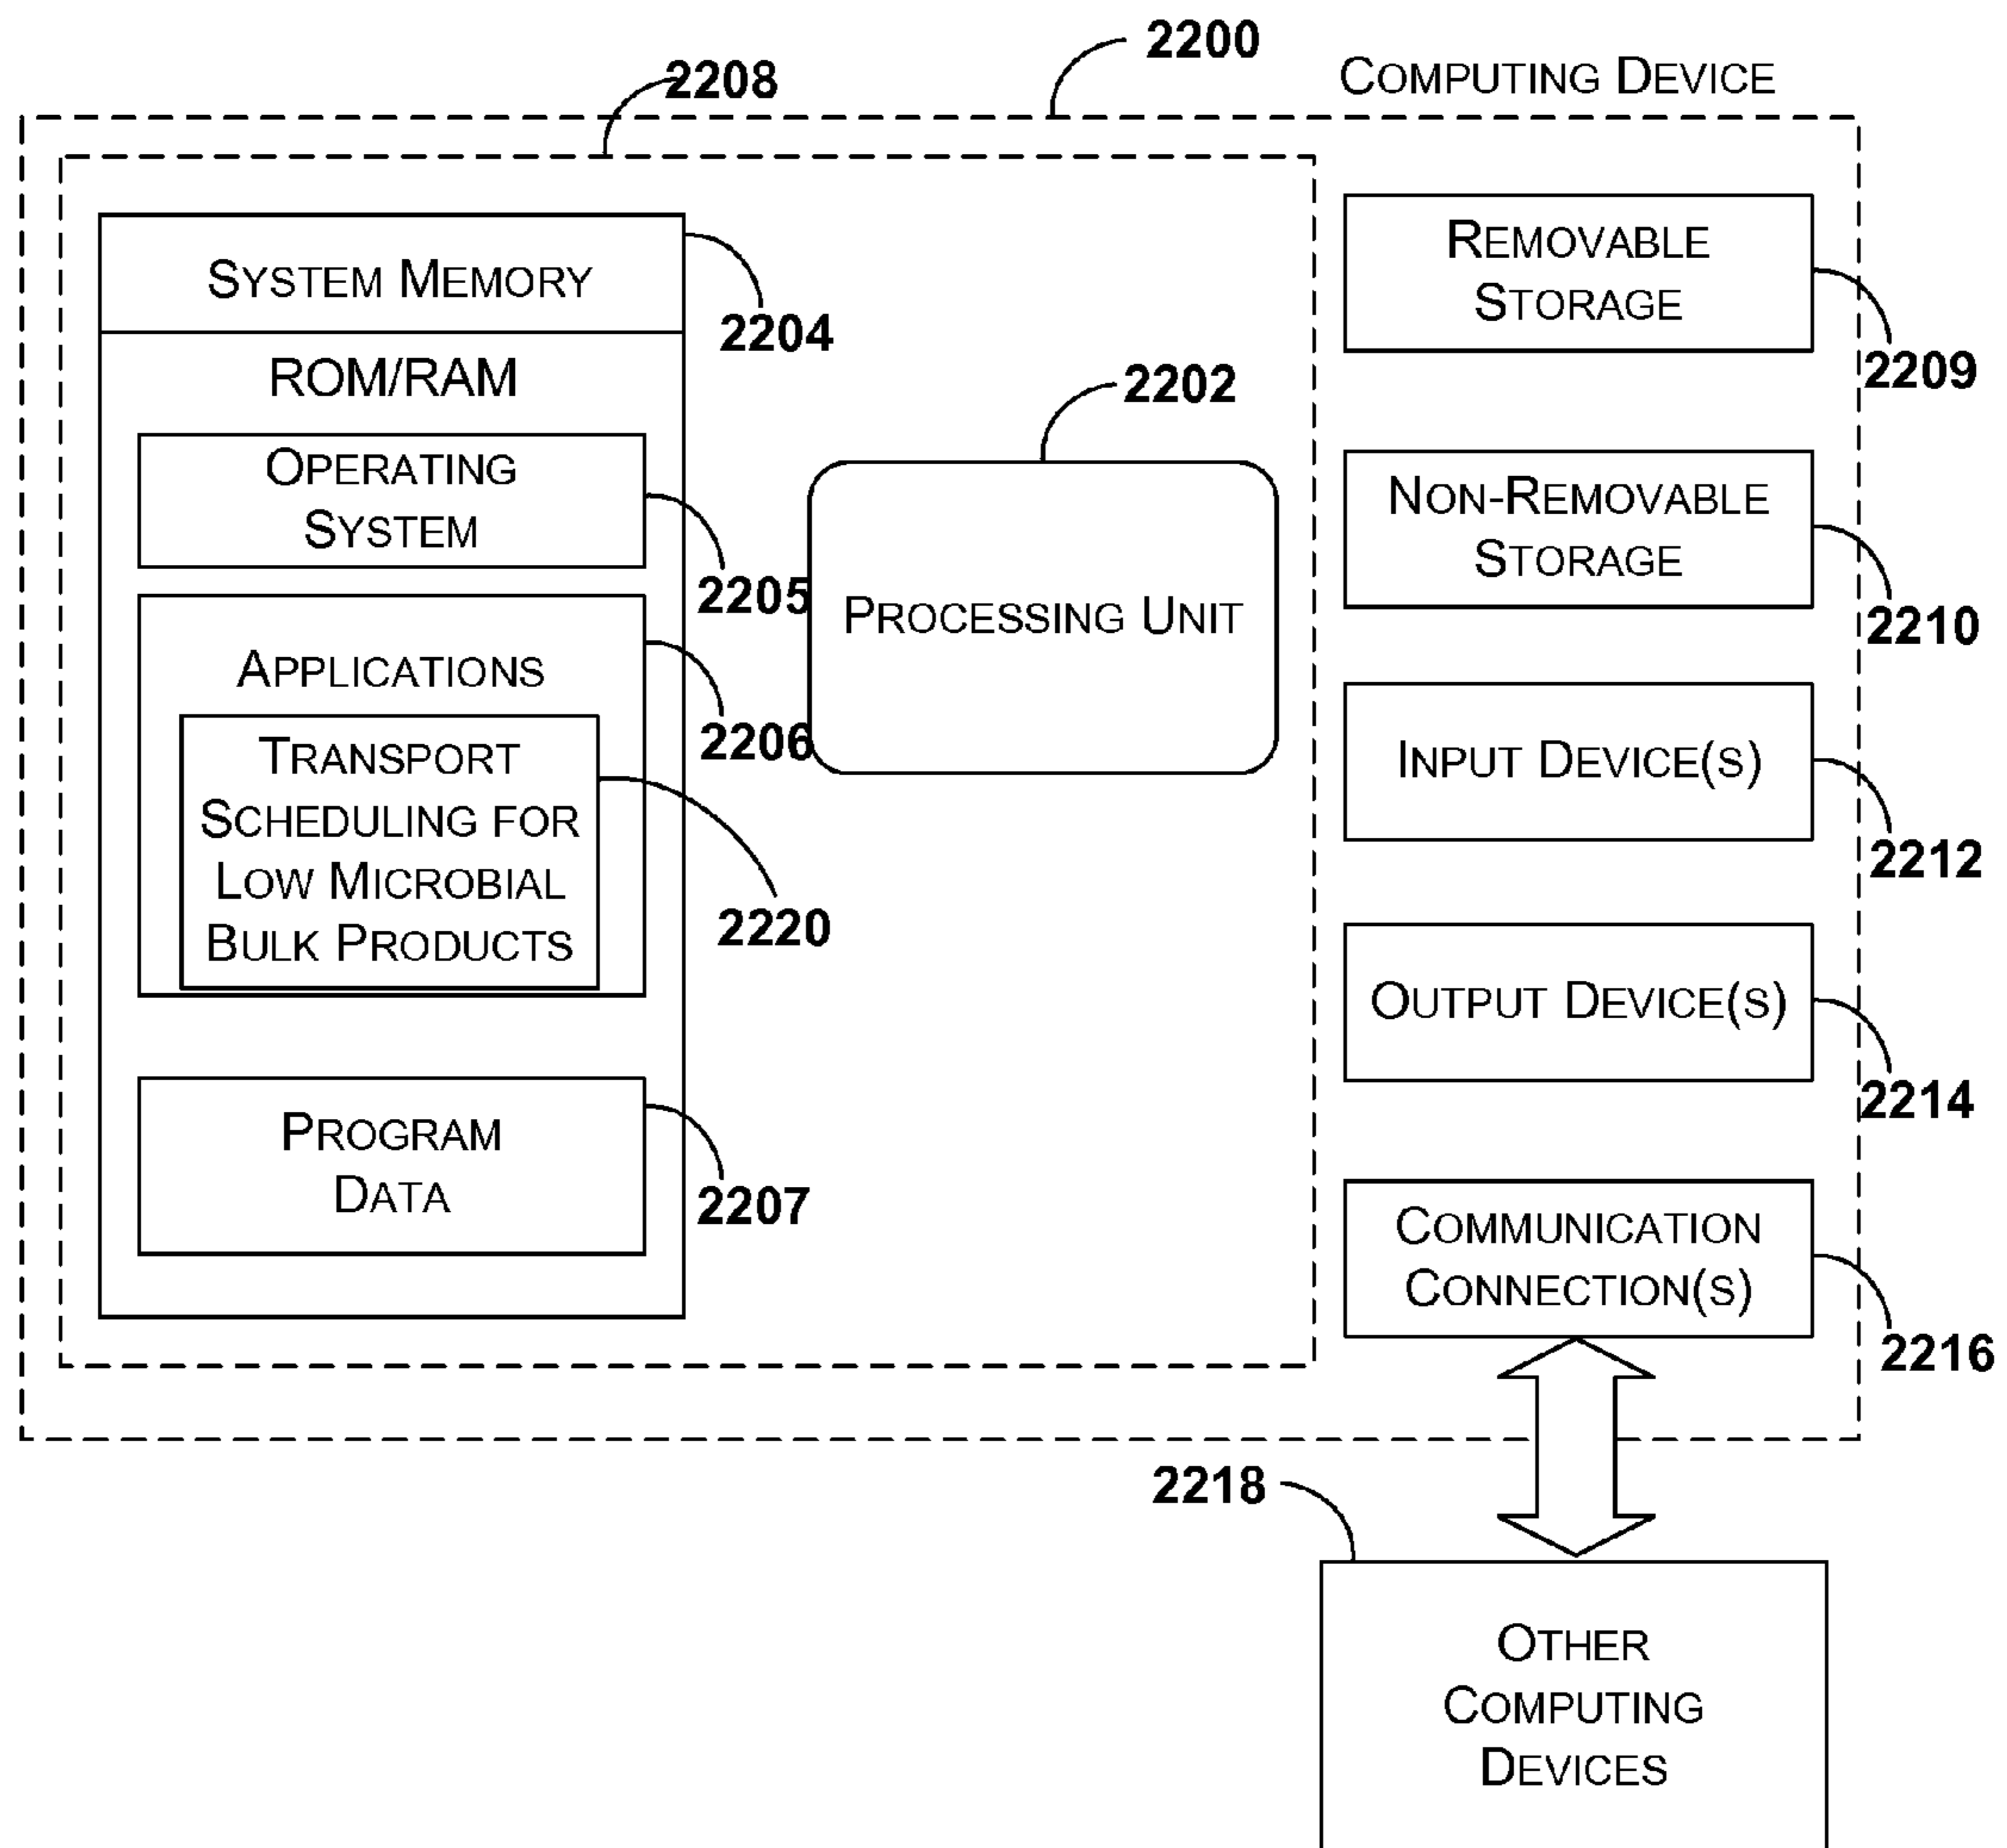 2200
COMPUTING DEVICE
2208
SYSTEM MEMORY
2204
ROM/RAM
OPERATING
SYSTEM
2205
APPLICATIONS
2206
TRANSPORT
SCHEDULING FOR
LOW MICROBIAL
BULK PRODUCTS
2220
PROGRAM
DATA
2207
2202
PROCESSING UNIT
REMOVABLE
STORAGE
2209
NON-REMOVABLE
STORAGE
2210
INPUT DEVICE(S)
2212
OUTPUT DEVICE(S)
2214
COMMUNICATION
CONNECTION(S)
2216
2218
OTHER
COMPUTING
DEVICES